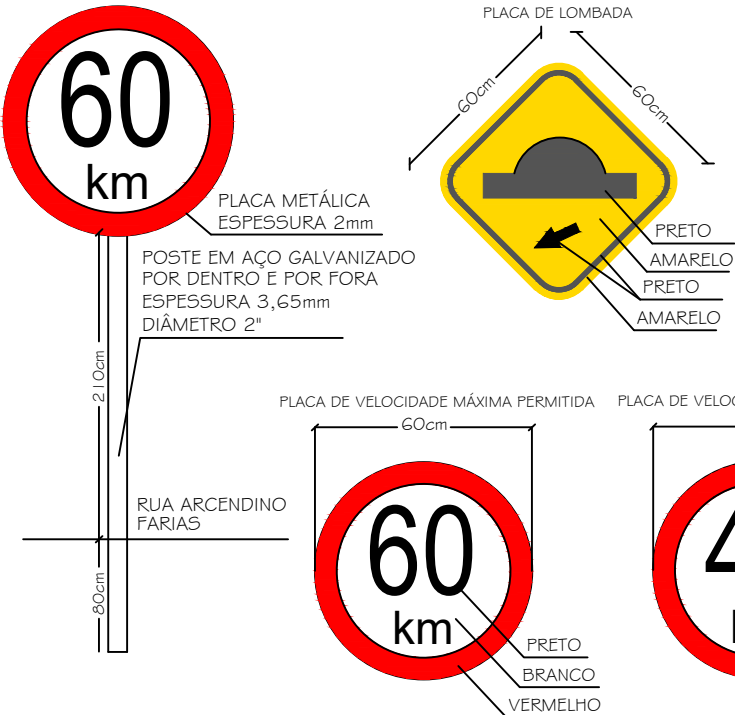 60
km
PLACA METÁLICA
ESPESSURA 2mm
POSTE EM AÇO GALVANIZADO
POR DENTRO E POR FORA
ESPESSURA 3,65mm
DIÂMETRO 2"
210cm
RUA ARCENDINO
FARIAS
80cm
PLACA DE LOMBADA
60cm
60cm
PRETO
AMARELO
PRETO
AMARELO
PLACA DE VELOCIDADE MÁXIMA PERMITIDA
60cm
60
km
PRETO
BRANCO
VERMELHO
PLACA DE